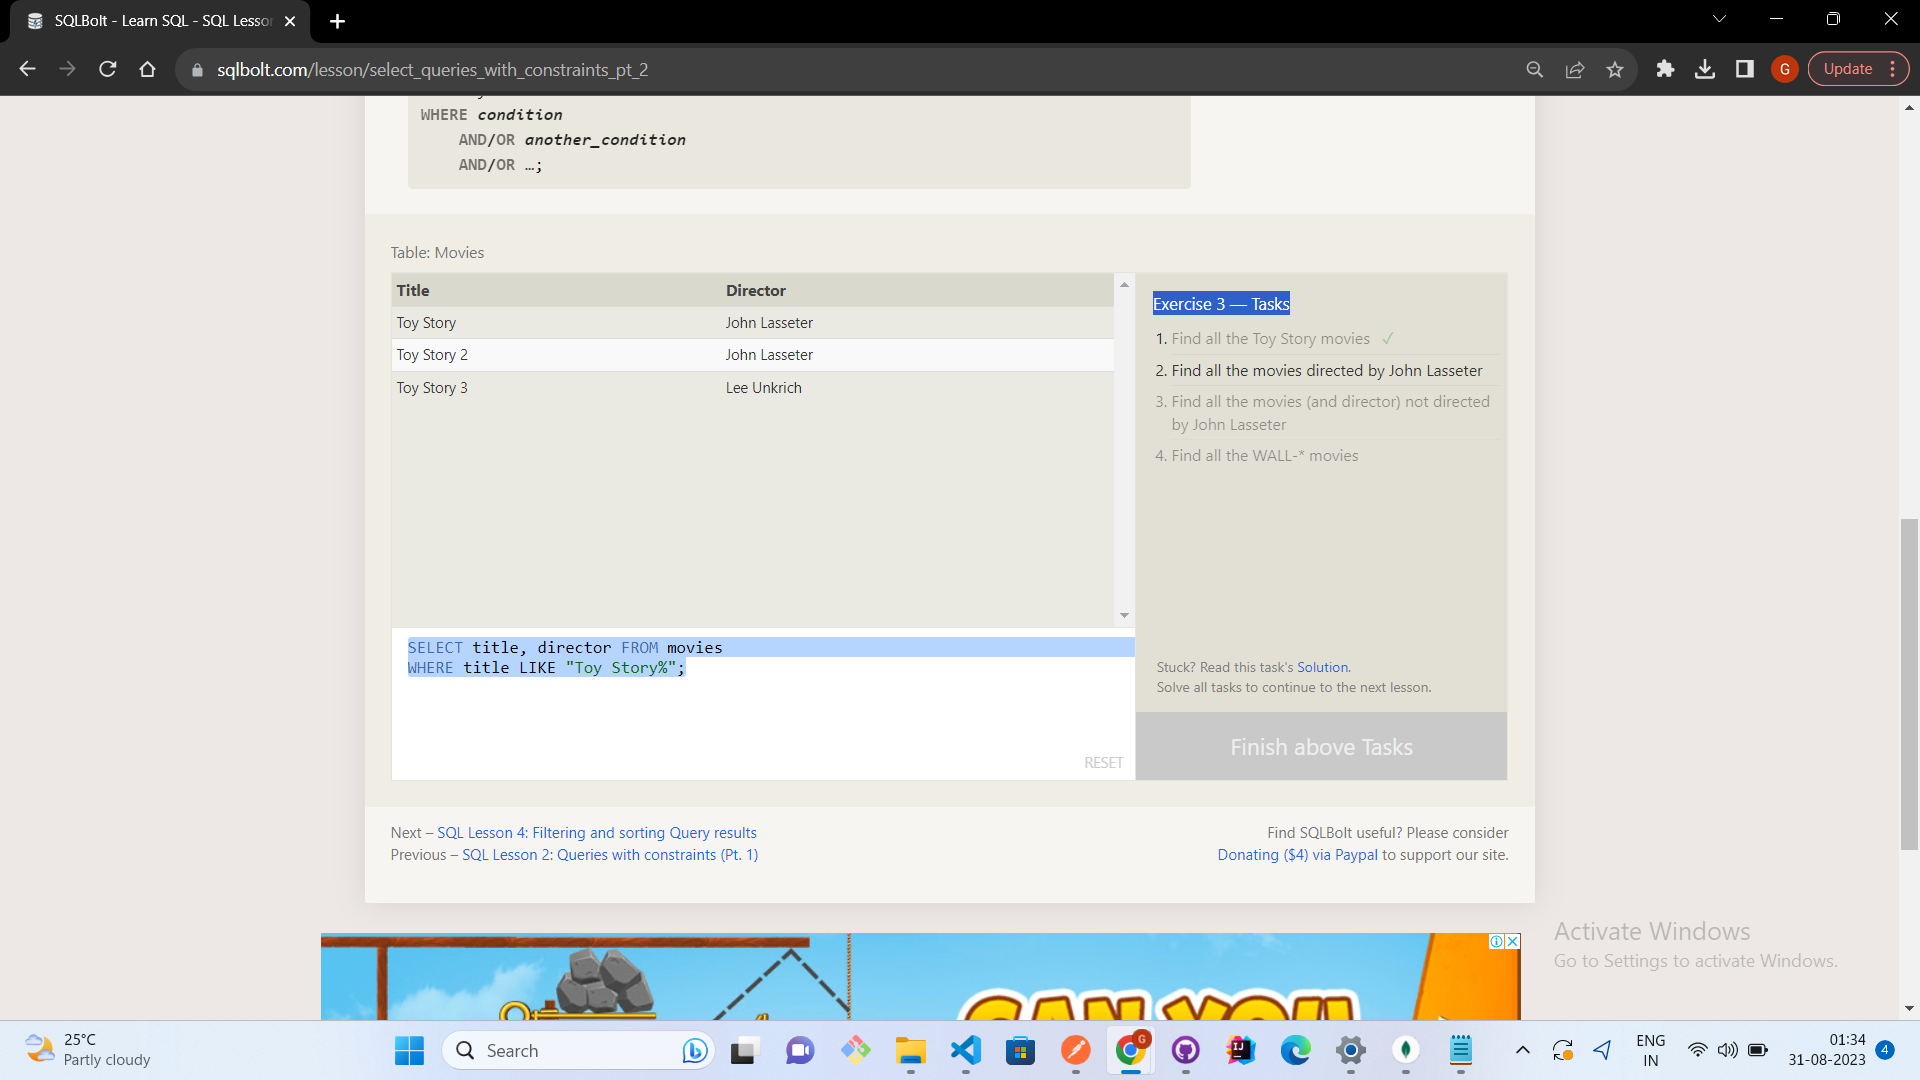 SQLBolt - Learn SQL - SQL Lesson
sqlbolt.com/lesson/select_queries_with_constraints_pt_2
G
Update
WHERE condition
AND/OR another_condition
AND/OR …;
Table: Movies
Title Director
Toy Story John Lasseter
Toy Story 2 John Lasseter
Toy Story 3 Lee Unkrich
Exercise 3 — Tasks
1. Find all the Toy Story movies ✓
2. Find all the movies directed by John Lasseter
3. Find all the movies (and director) not directed
by John Lasseter
4. Find all the WALL-* movies
SELECT title, director FROM movies
WHERE title LIKE "Toy Story%";
RESET
Stuck? Read this task's Solution.
Solve all tasks to continue to the next lesson.
Finish above Tasks
Next – SQL Lesson 4: Filtering and sorting Query results
Previous – SQL Lesson 2: Queries with constraints (Pt. 1)
Find SQLBolt useful? Please consider
Donating ($4) via Paypal to support our site.
CAN YOU
Activate Windows
Go to Settings to activate Windows.
25°C
Partly cloudy
Search
G
IJ
ENG
IN
01:34
31-08-2023
4